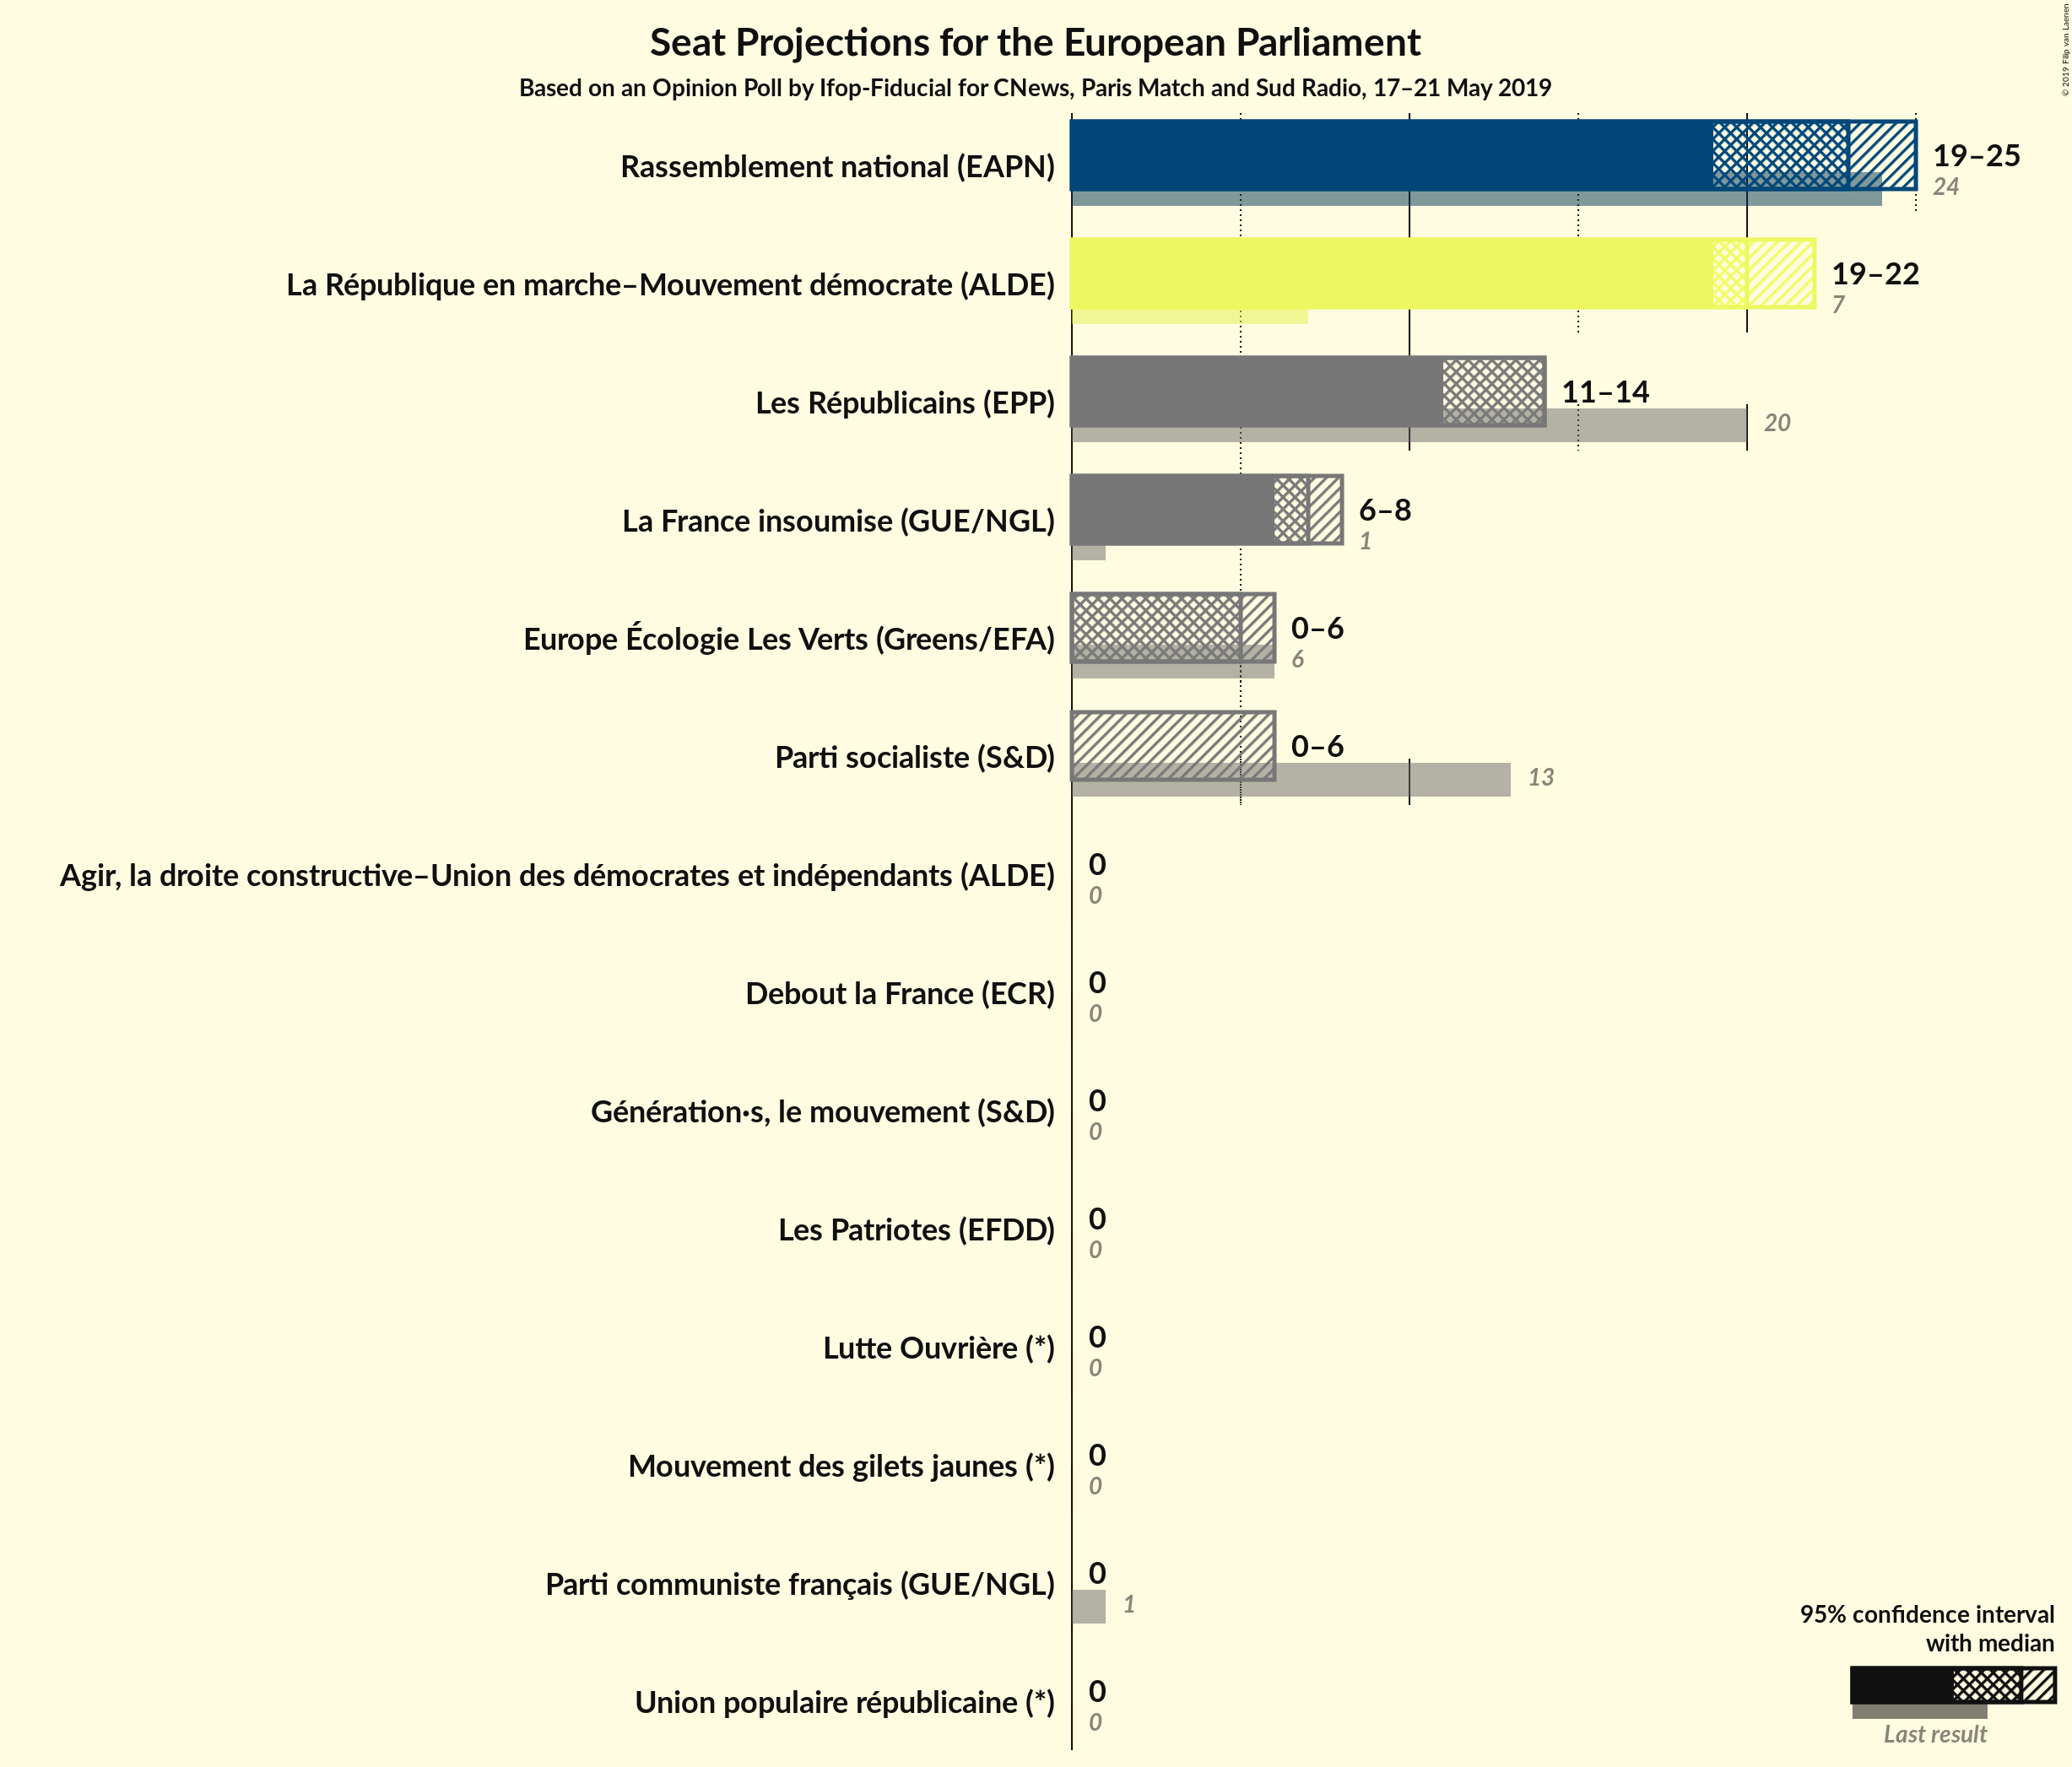 Seat Projections for the European Parliament
Based on an Opinion Poll by Ifop-Fiducial for CNews, Paris Match and Sud Radio, 17–21 May 2019
© 2019 Filip van Laenen
Rassemblement national (EAPN)
19–25
24
La République en marche–Mouvement démocrate (ALDE)
19–22
7
Les Républicains (EPP)
11–14
20
La France insoumise (GUE/NGL)
6–8
1
Europe Écologie Les Verts (Greens/EFA)
0–6
6
Parti socialiste (S&D)
0–6
13
Agir, la droite constructive–Union des démocrates et indépendants (ALDE)
0
0
Debout la France (ECR)
0
0
Génération·s, le mouvement (S&D)
0
0
Les Patriotes (EFDD)
0
0
Lutte Ouvrière (*)
0
0
Mouvement des gilets jaunes (*)
0
0
Parti communiste français (GUE/NGL)
0
1
Union populaire républicaine (*)
0
0
95% confidence interval
with median
Last result